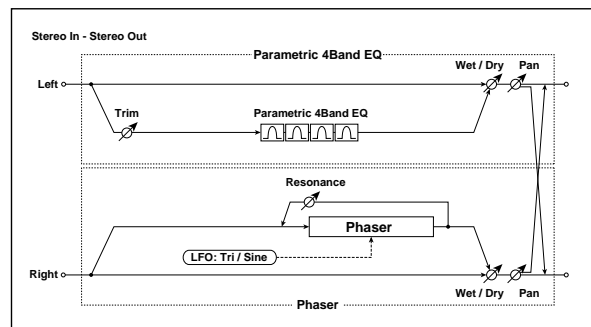 Stereo In - Stereo Out
Parametric 4Band EQ
Wet / Dry Pan
Left
Trim
Parametric 4Band EQ
Resonance
Phaser
LFO: Tri / Sine
Right
Wet / Dry Pan
Phaser